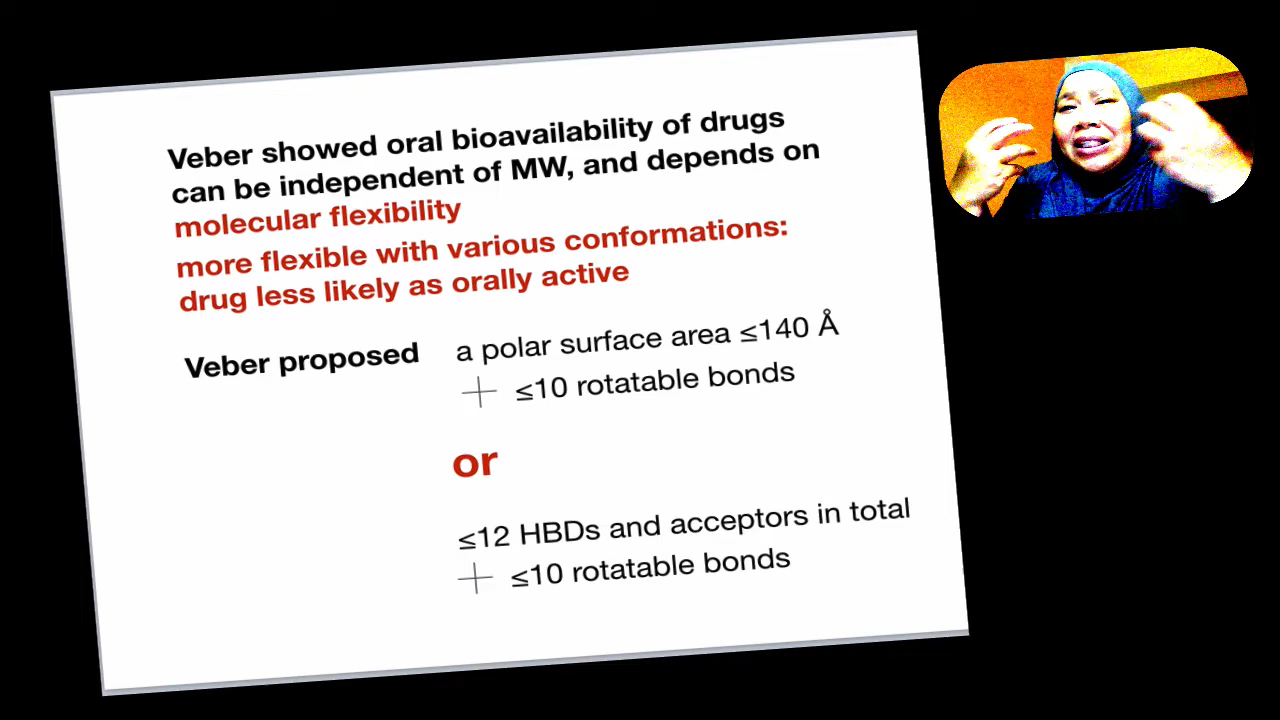 Veber showed oral bioavailability of drugs
can be independent of MW, and depends on
molecular flexibility
more flexible with various conformations:
drug less likely as orally active
Veber proposed a polar surface area ≤140 Å
+ ≤10 rotatable bonds
or
≤12 HBDs and acceptors in total
+ ≤10 rotatable bonds